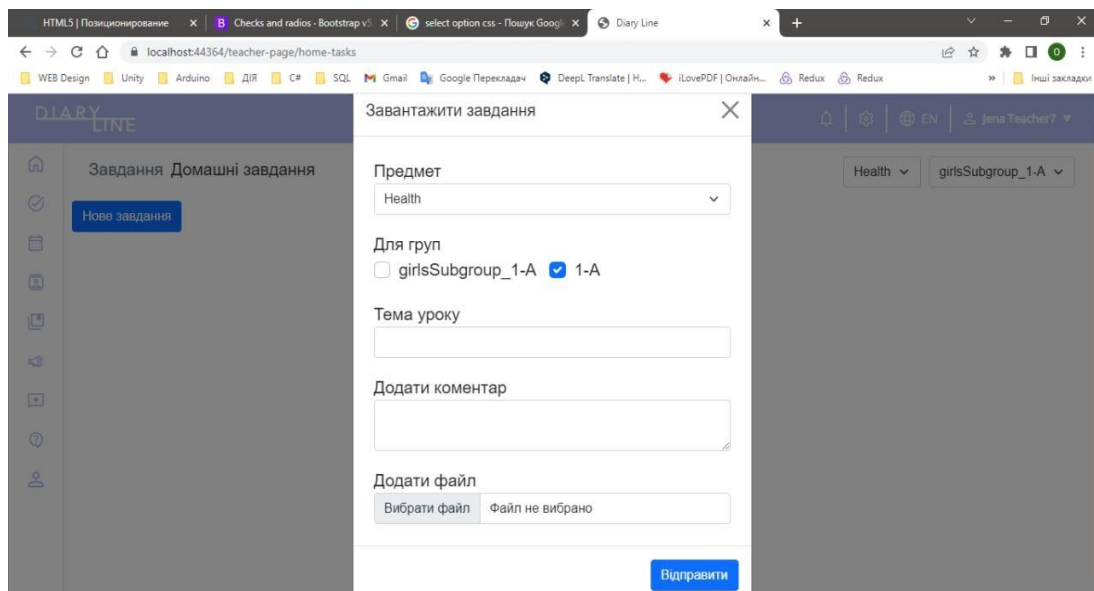 HTML5 | Позиционирование
B Checks and radios · Bootstrap v5
select option css - Пошук Googl
Diary Line
localhost:44364/teacher-page/home-tasks
WEB Design Unity Arduino ДІЯ C# SQL Gmail Google Перекладач DeepL Translate | H... iLovePDF | Онлайн... Redux Redux » Інші закладки
DIARY LINE
EN Jena Teacher7
Завдання Домашні завдання
Health girlsSubgroup_1-A
Нове завдання
Завантажити завдання
Предмет
Health
Для груп
girlsSubgroup_1-A 1-A
Тема уроку
Додати коментар
Додати файл
Вибрати файл Файл не вибрано
Відправити